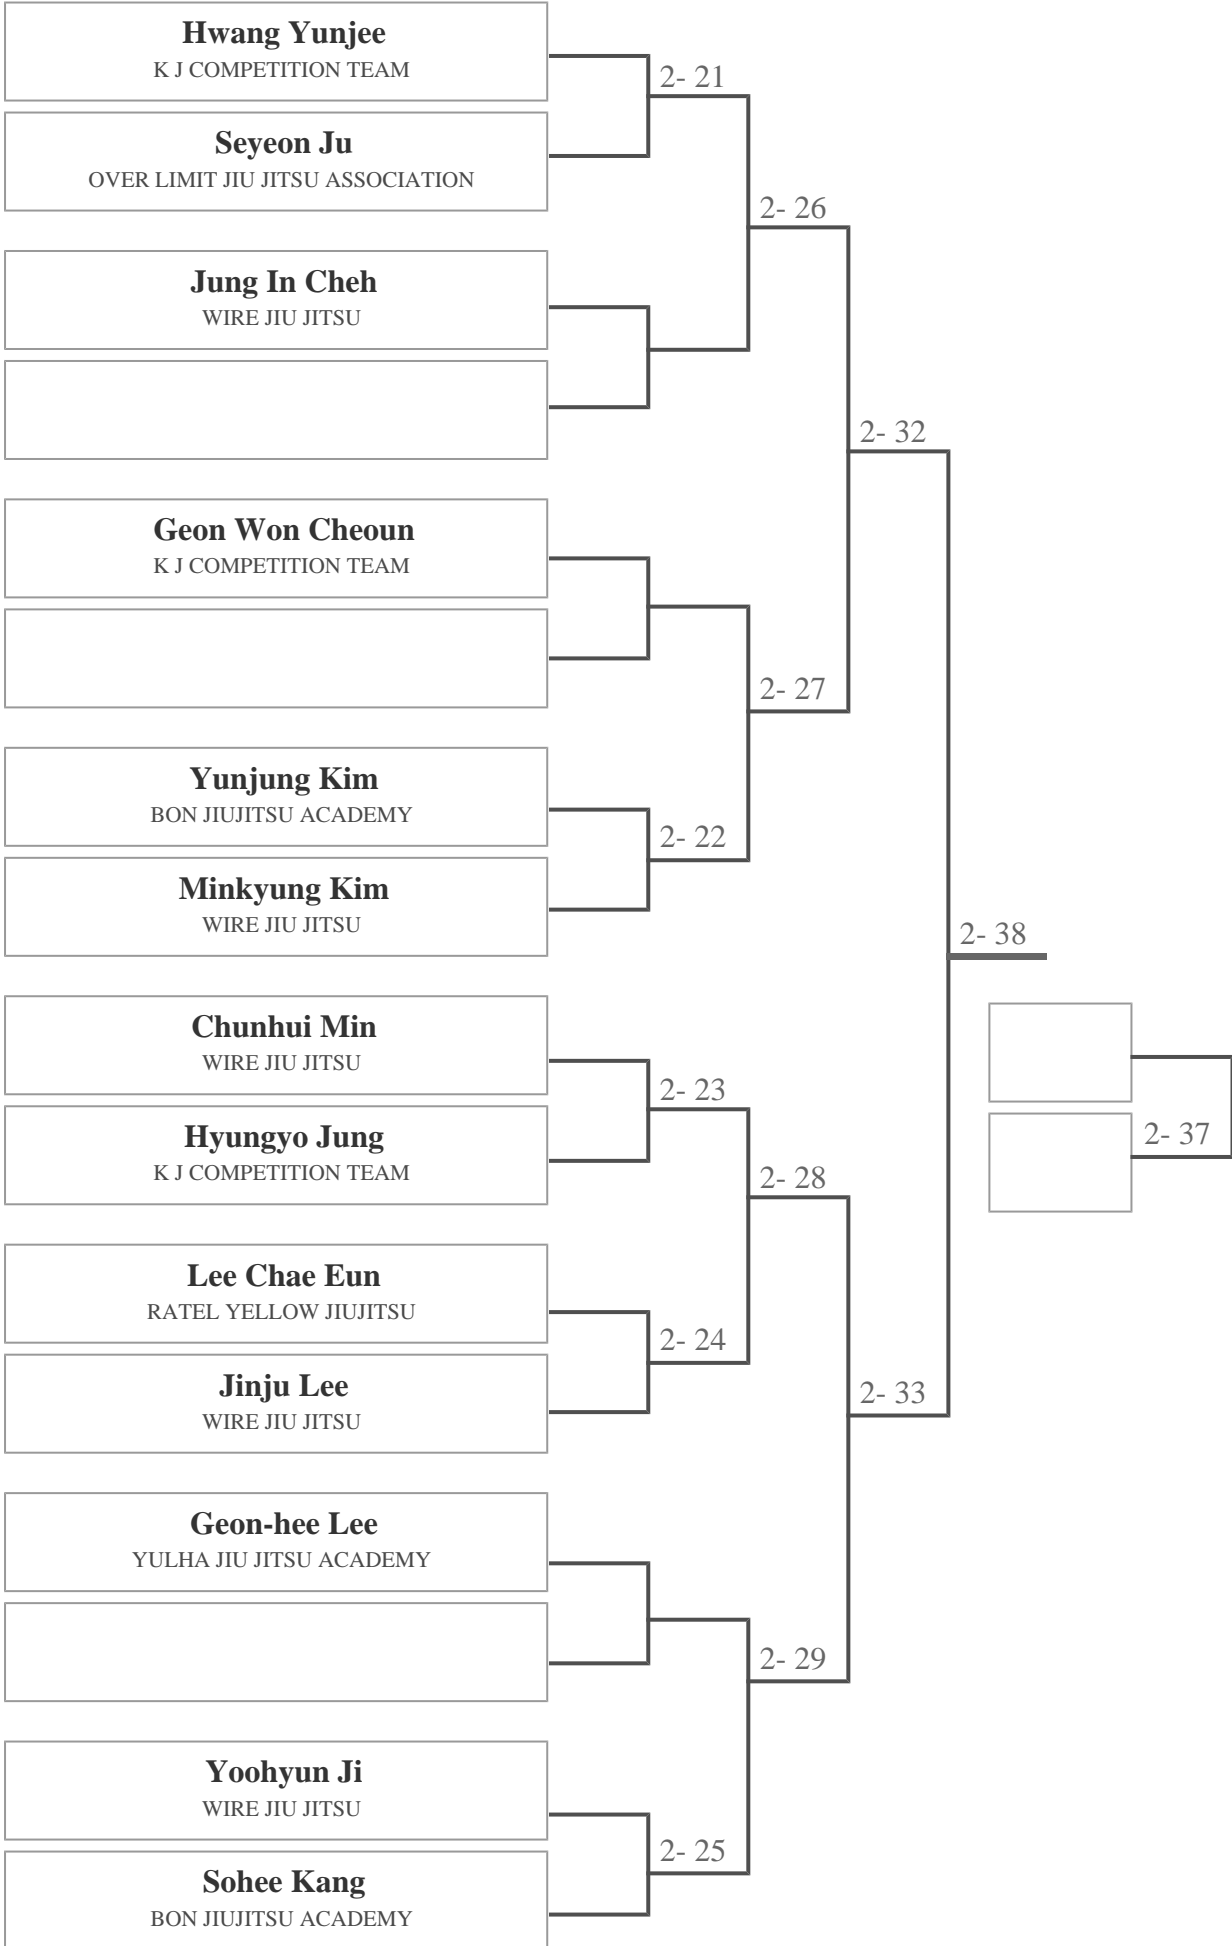 Hwang Yunjee
K J COMPETITION TEAM
2- 21
Seyeon Ju
OVER LIMIT JIU JITSU ASSOCIATION
2- 26
Jung In Cheh
WIRE JIU JITSU
2- 32
Geon Won Cheoun
K J COMPETITION TEAM
2- 27
Yunjung Kim
BON JIUJITSU ACADEMY
2- 22
Minkyung Kim
WIRE JIU JITSU
2- 38
Chunhui Min
WIRE JIU JITSU
2- 23
Hyungyo Jung
K J COMPETITION TEAM
2- 37
2- 28
Lee Chae Eun
RATEL YELLOW JIUJITSU
2- 24
Jinju Lee
WIRE JIU JITSU
2- 33
Geon-hee Lee
YULHA JIU JITSU ACADEMY
2- 29
Yoohyun Ji
WIRE JIU JITSU
2- 25
Sohee Kang
BON JIUJITSU ACADEMY